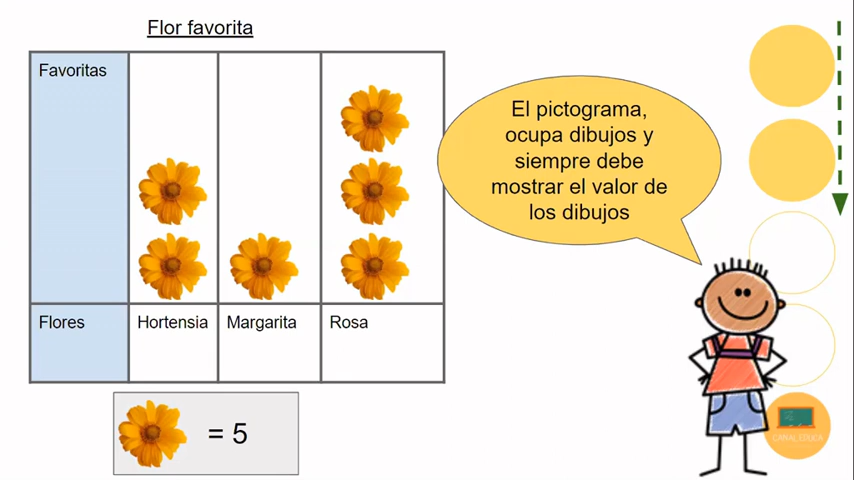 Flor favorita
Favoritas
El pictograma,
ocupa dibujos y
siempre debe
mostrar el valor de
los dibujos
Flores
Hortensia
Margarita
Rosa
= 5